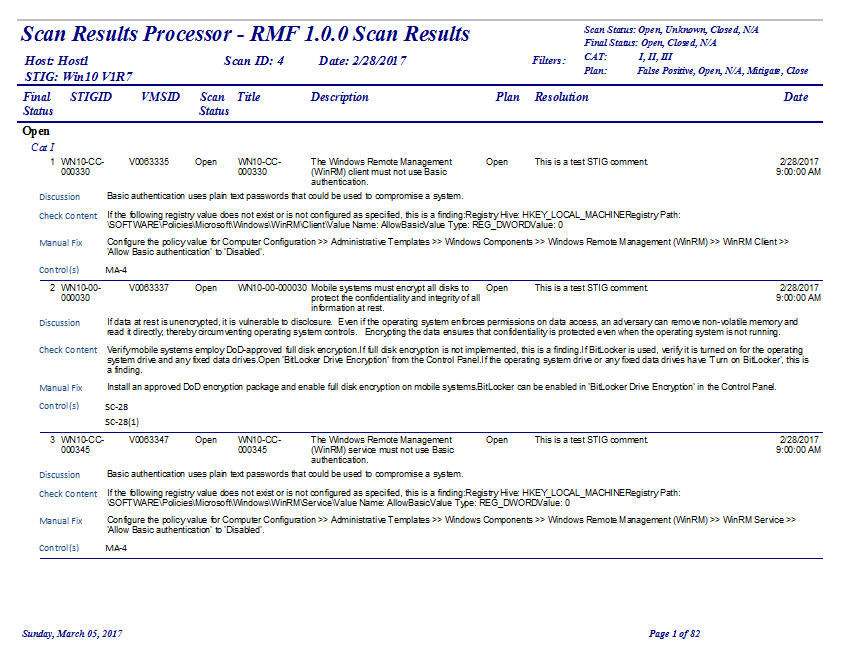 Scan Results Processor - RMF 1.0.0 Scan Results
Scan Status: Open, Unknown, Closed, N/A
Final Status: Open, Closed, N/A
Host: Host1 Scan ID: 4 Date: 2/28/2017 Filters: CAT: I, II, III
STIG: Win10 V1R7 Plan: False Positive, Open, N/A, Mitigate, Close
Final Status STIGID VMSID Scan Status Title Description Plan Resolution Date
Open
Cat I
1 WN10-CC- V0063335 Open WN10-CC- The Windows Remote Management Open This is a test STIG comment. 2/28/2017
000330 000330 (WinRM) client must not use Basic 9:00:00 AM
authentication.
Discussion Basic authentication uses plain text passwords that could be used to compromise a system.
Check Content If the following registry value does not exist or is not configured as specified, this is a finding:Registry Hive: HKEY_LOCAL_MACHINERegistry Path:
\SOFTWARE\Policies\Microsoft\Windows\WinRM\Client\Value Name: AllowBasicValue Type: REG_DWORDValue: 0
Manual Fix Configure the policy value for Computer Configuration >> Administrative Templates >> Windows Components >> Windows Remote Management (WinRM) >> WinRM Client >>
'Allow Basic authentication' to 'Disabled'.
Control(s) MA-4
2 WN10-00- V0063337 Open WN10-00-000030 Mobile systems must encrypt all disks to Open This is a test STIG comment. 2/28/2017
000030 protect the confidentiality and integrity of all 9:00:00 AM
information at rest.
Discussion If data at rest is unencrypted, it is vulnerable to disclosure. Even if the operating system enforces permissions on data access, an adversary can remove non-volatile memory and
read it directly, thereby circumventing operating system controls. Encrypting the data ensures that confidentiality is protected even when the operating system is not running.
Check Content Verify mobile systems employ DoD-approved full disk encryption.If full disk encryption is not implemented, this is a finding.If BitLocker is used, verify it is turned on for the operating
system drive and any fixed data drives.Open 'BitLocker Drive Encryption' from the Control Panel.If the operating system drive or any fixed data drives have 'Turn on BitLocker', this is
a finding.
Manual Fix Install an approved DoD encryption package and enable full disk encryption on mobile systems.BitLocker can be enabled in 'BitLocker Drive Encryption' in the Control Panel.
Control(s) SC-28
SC-28(1)
3 WN10-CC- V0063347 Open WN10-CC- The Windows Remote Management Open This is a test STIG comment. 2/28/2017
000345 000345 (WinRM) service must not use Basic 9:00:00 AM
authentication.
Discussion Basic authentication uses plain text passwords that could be used to compromise a system.
Check Content If the following registry value does not exist or is not configured as specified, this is a finding:Registry Hive: HKEY_LOCAL_MACHINERegistry Path:
\SOFTWARE\Policies\Microsoft\Windows\WinRM\Service\Value Name: AllowBasicValue Type: REG_DWORDValue: 0
Manual Fix Configure the policy value for Computer Configuration >> Administrative Templates >> Windows Components >> Windows Remote Management (WinRM) >> WinRM Service >>
'Allow Basic authentication' to 'Disabled'.
Control(s) MA-4
Sunday, March 05, 2017 Page 1 of 82